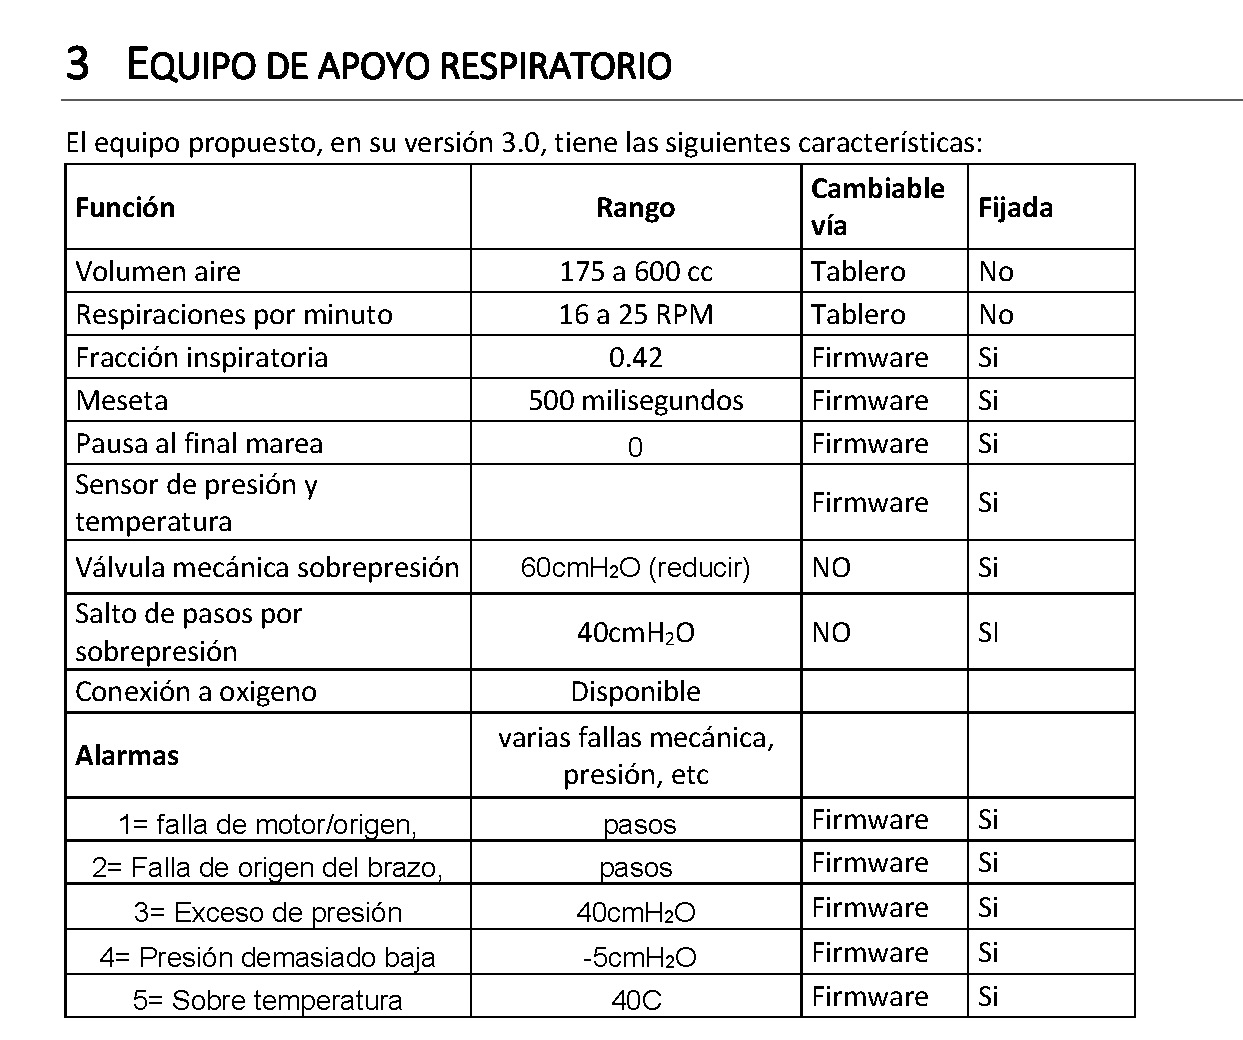 3 EQUIPO DE APOYO RESPIRATORIO
El equipo propuesto, en su versión 3.0, tiene las siguientes características:
Función Rango Cambiable vía Fijada
Volumen aire 175 a 600 cc Tablero No
Respiraciones por minuto 16 a 25 RPM Tablero No
Fracción inspiratoria 0.42 Firmware Si
Meseta 500 milisegundos Firmware Si
Pausa al final marea 0 Firmware Si
Sensor de presión y temperatura Firmware Si
Válvula mecánica sobrepresión 60cmH₂O (reducir) NO Si
Salto de pasos por sobrepresión 40cmH₂O NO SI
Conexión a oxigeno Disponible
Alarmas varias fallas mecánica, presión, etc
1= falla de motor/origen, pasos Firmware Si
2= Falla de origen del brazo, pasos Firmware Si
3= Exceso de presión 40cmH₂O Firmware Si
4= Presión demasiado baja -5cmH₂O Firmware Si
5= Sobre temperatura 40C Firmware Si